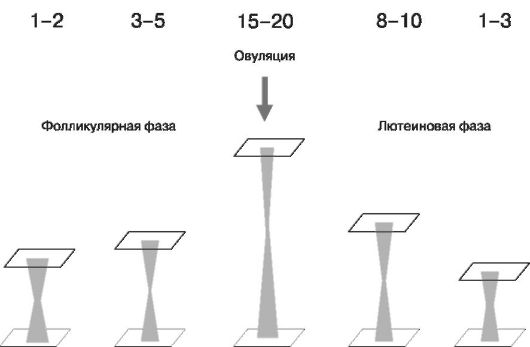 1–2 3–5 15–20 8–10 1–3
Овуляция
Фолликулярная фаза Лютеиновая фаза